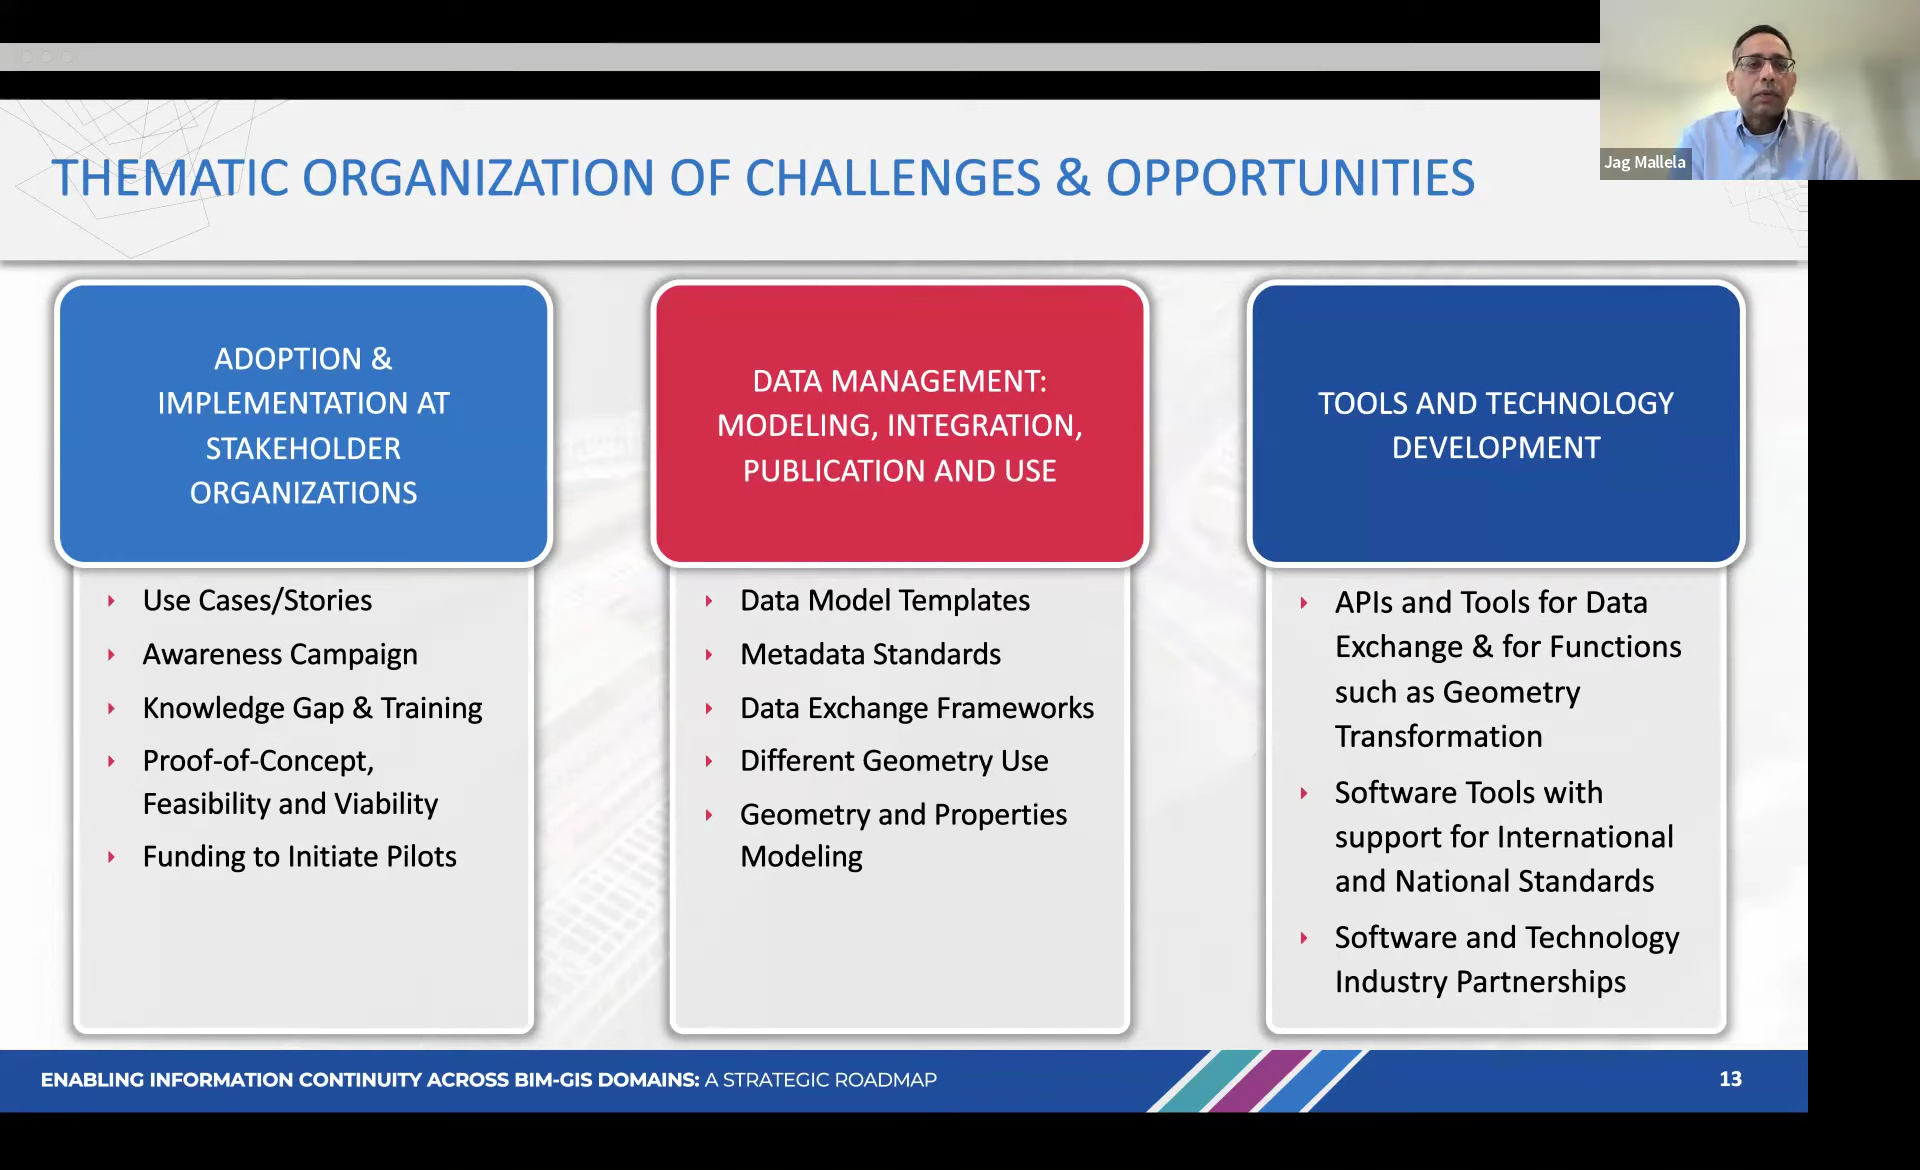 Jag Mallela
THEMATIC ORGANIZATION OF CHALLENGES & OPPORTUNITIES
ADOPTION &
IMPLEMENTATION AT
STAKEHOLDER
ORGANIZATIONS
Use Cases/Stories
Awareness Campaign
Knowledge Gap & Training
Proof-of-Concept,
Feasibility and Viability
Funding to Initiate Pilots
DATA MANAGEMENT:
MODELING, INTEGRATION,
PUBLICATION AND USE
Data Model Templates
Metadata Standards
Data Exchange Frameworks
Different Geometry Use
Geometry and Properties
Modeling
TOOLS AND TECHNOLOGY
DEVELOPMENT
APIs and Tools for Data
Exchange & for Functions
such as Geometry
Transformation
Software Tools with
support for International
and National Standards
Software and Technology
Industry Partnerships
ENABLING INFORMATION CONTINUITY ACROSS BIM-GIS DOMAINS: A STRATEGIC ROADMAP
13